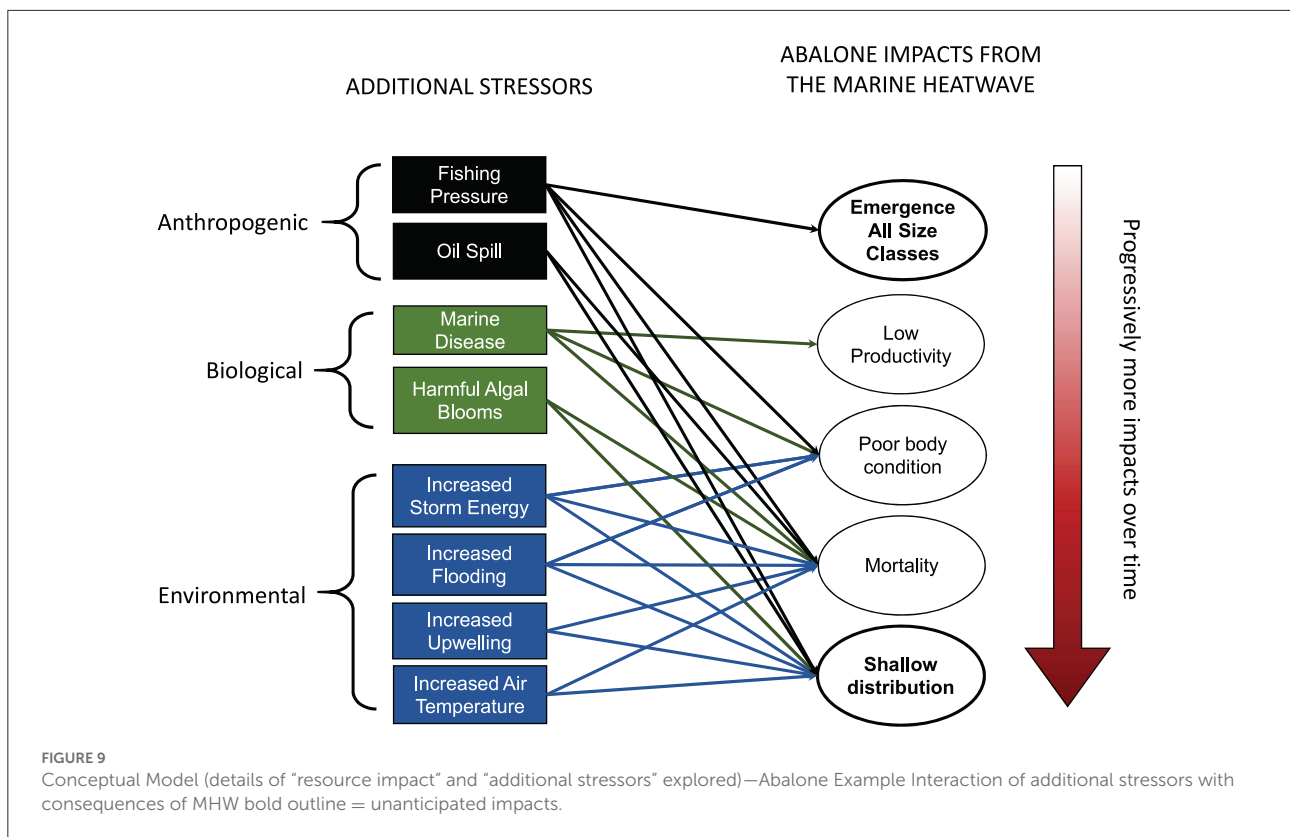 ADDITIONAL STRESSORS
ABALONE IMPACTS FROM
THE MARINE HEATWAVE
Anthropogenic
Fishing
Pressure
Oil Spill
Biological
Marine
Disease
Harmful Algal
Blooms
Environmental
Increased
Storm Energy
Increased
Flooding
Increased
Upwelling
Increased Air
Temperature
Emergence
All Size
Classes
Low
Productivity
Poor body
condition
Mortality
Shallow
distribution
Progressively more impacts over time
FIGURE 9
Conceptual Model (details of “resource impact” and “additional stressors” explored)—Abalone Example Interaction of additional stressors with
consequences of MHW bold outline = unanticipated impacts.